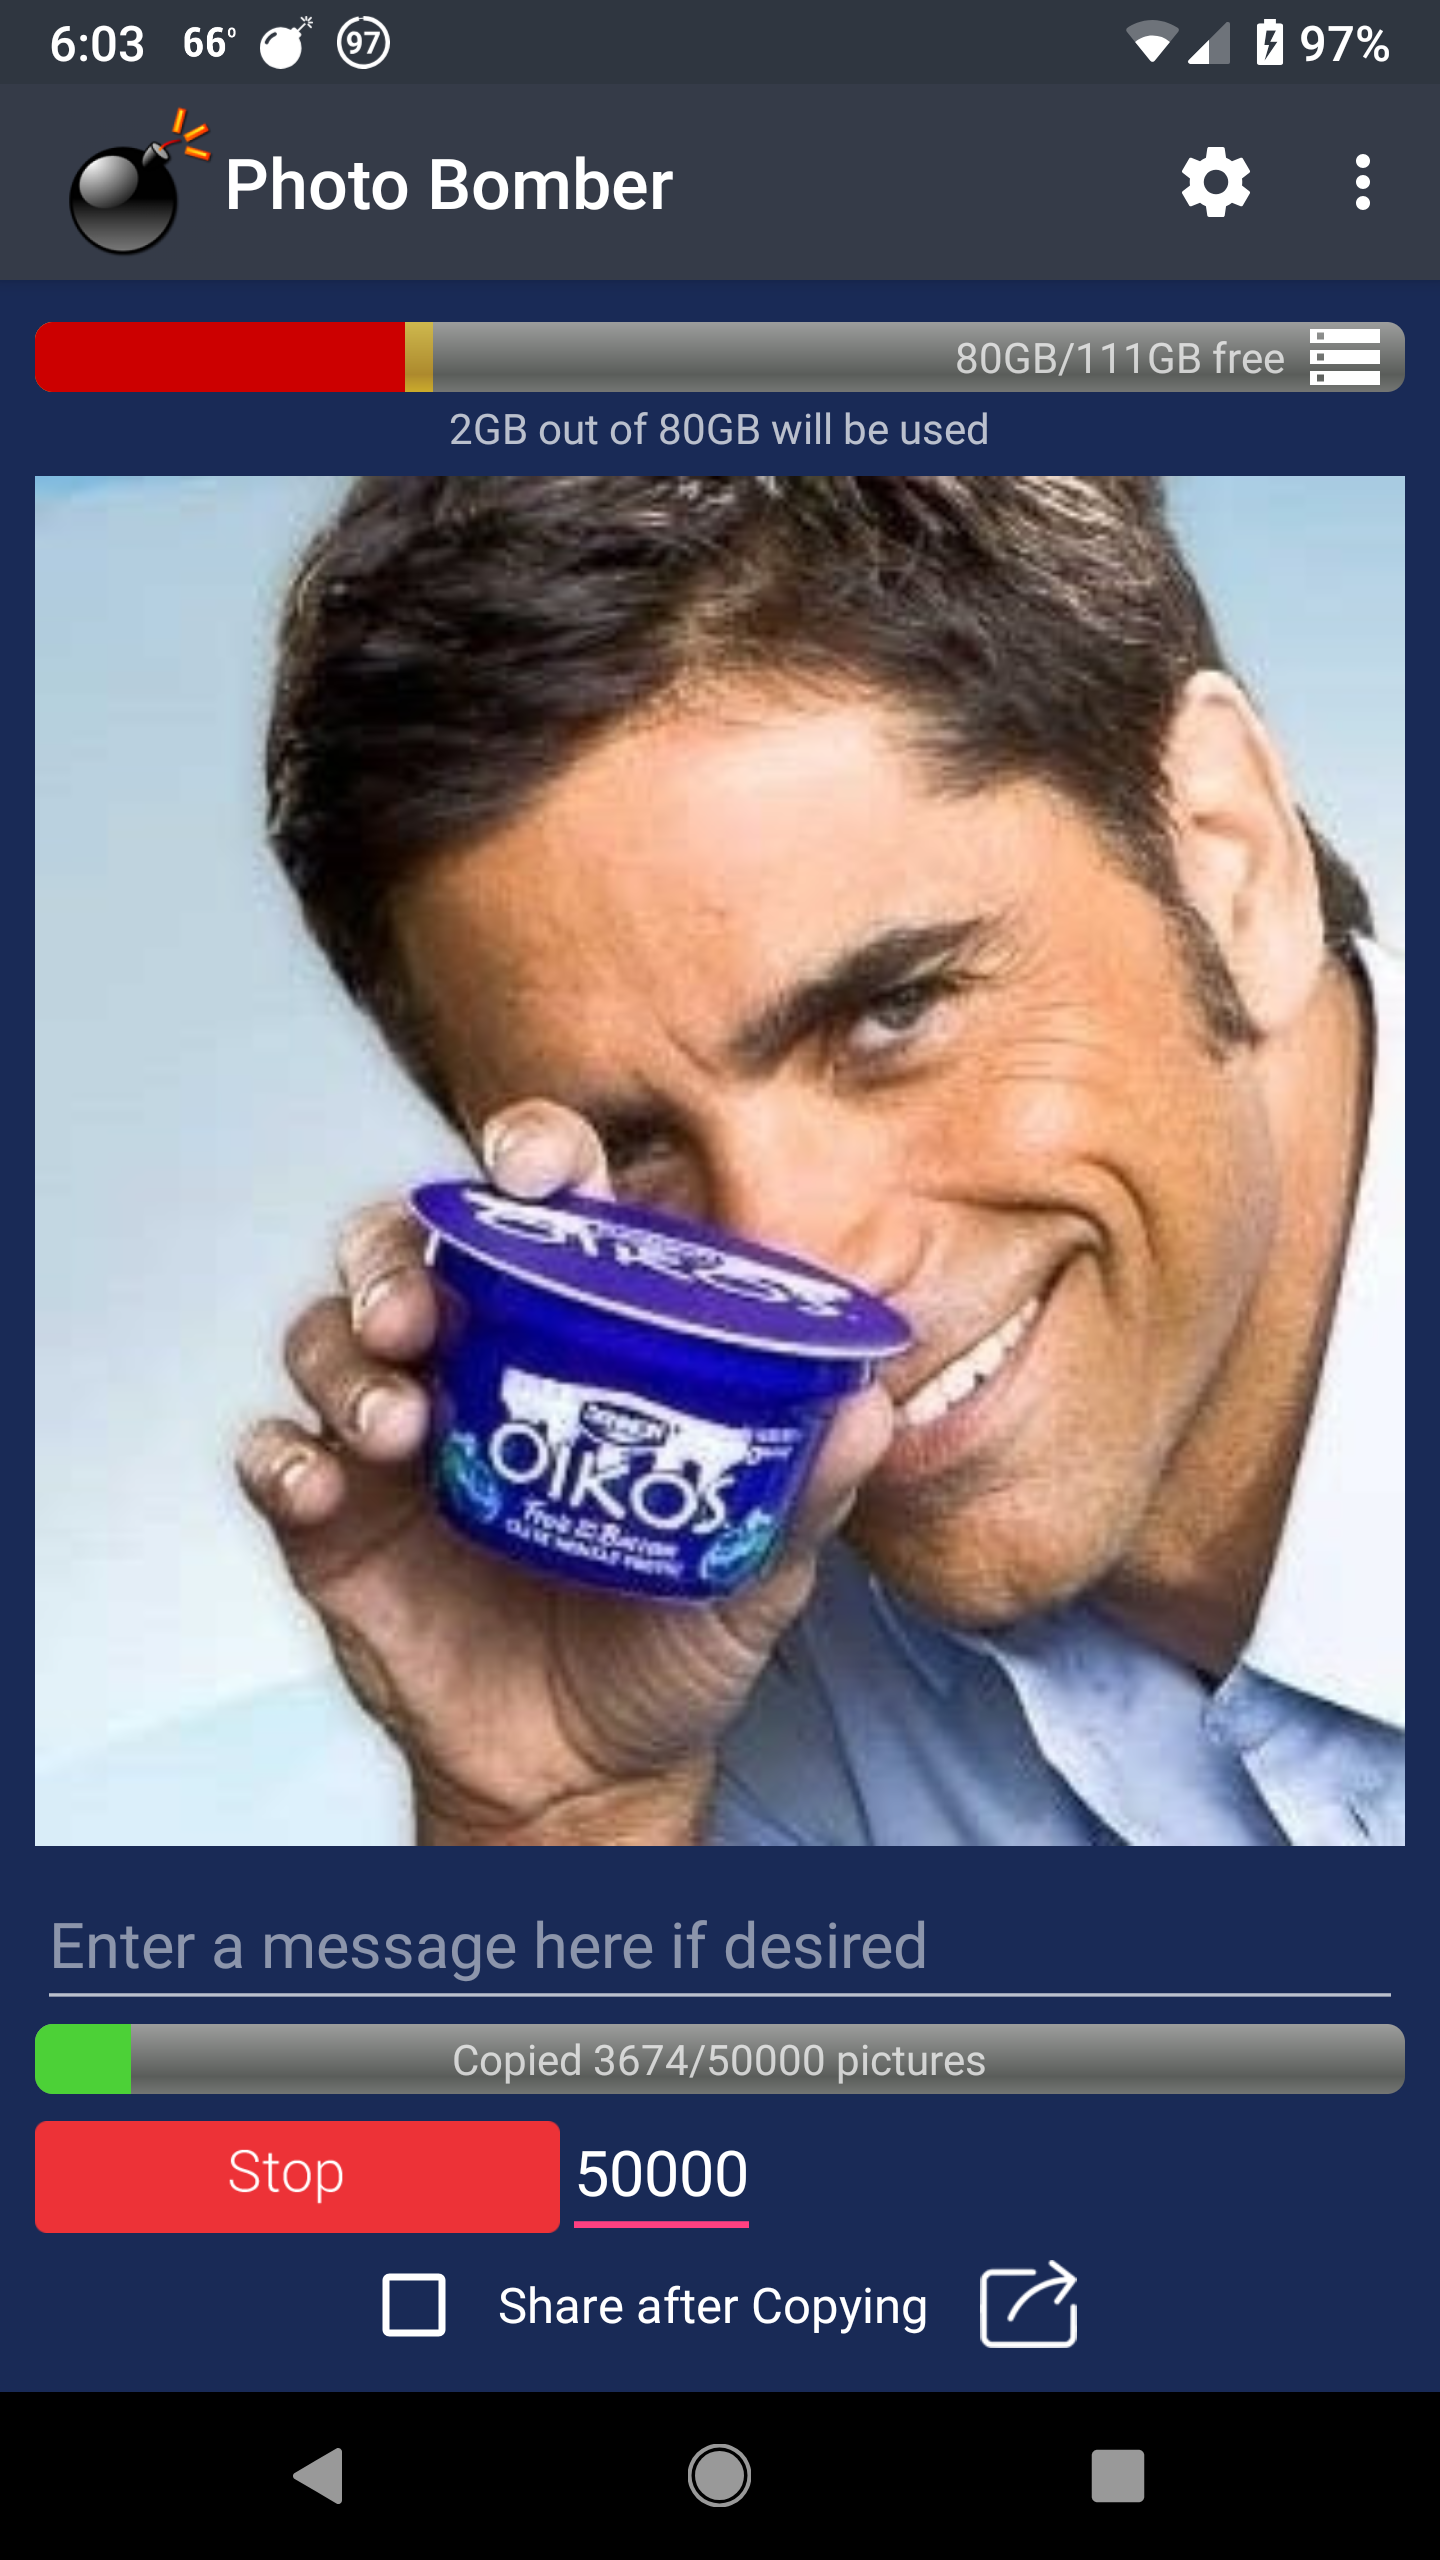 6:03 66° 97 97%
Photo Bomber
80GB/111GB free
2GB out of 80GB will be used
OIKOS
Enter a message here if desired
Copied 3674/50000 pictures
Stop 50000
Share after Copying